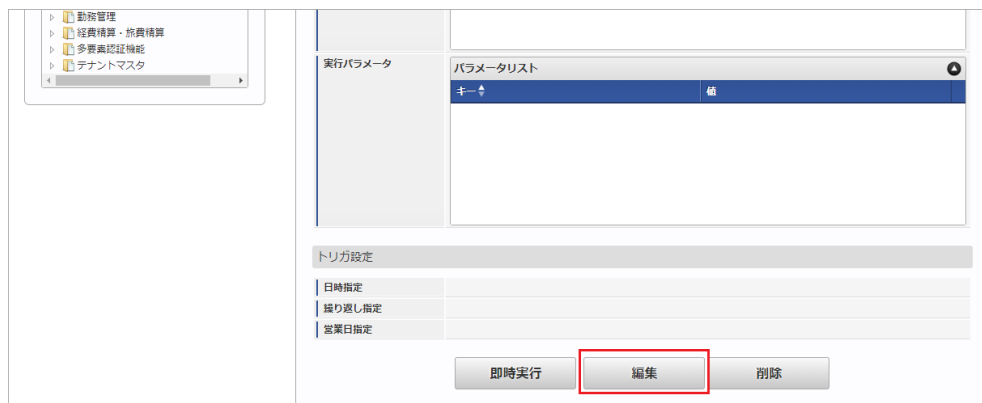 勤務管理
経費精算・旅費精算
多要素認証機能
テナントマスタ
実行パラメータ
パラメータリスト
キー
値
トリガ設定
日時指定
繰り返し指定
営業日指定
即時実行
編集
削除